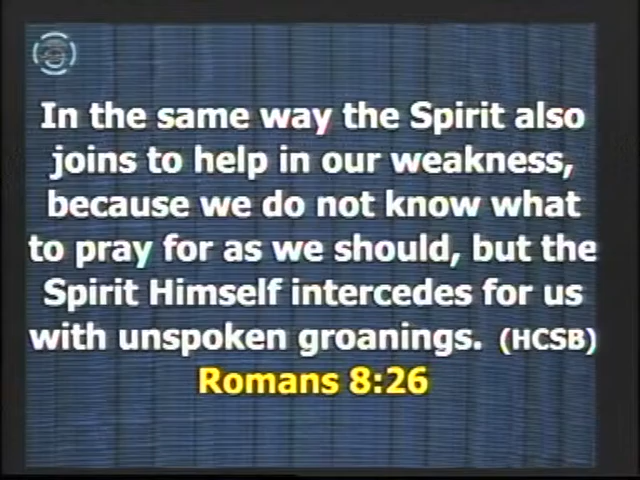 In the same way the Spirit also
joins to help in our weakness,
because we do not know what
to pray for as we should, but the
Spirit Himself intercedes for us
with unspoken groanings. (HCSB)
Romans 8:26